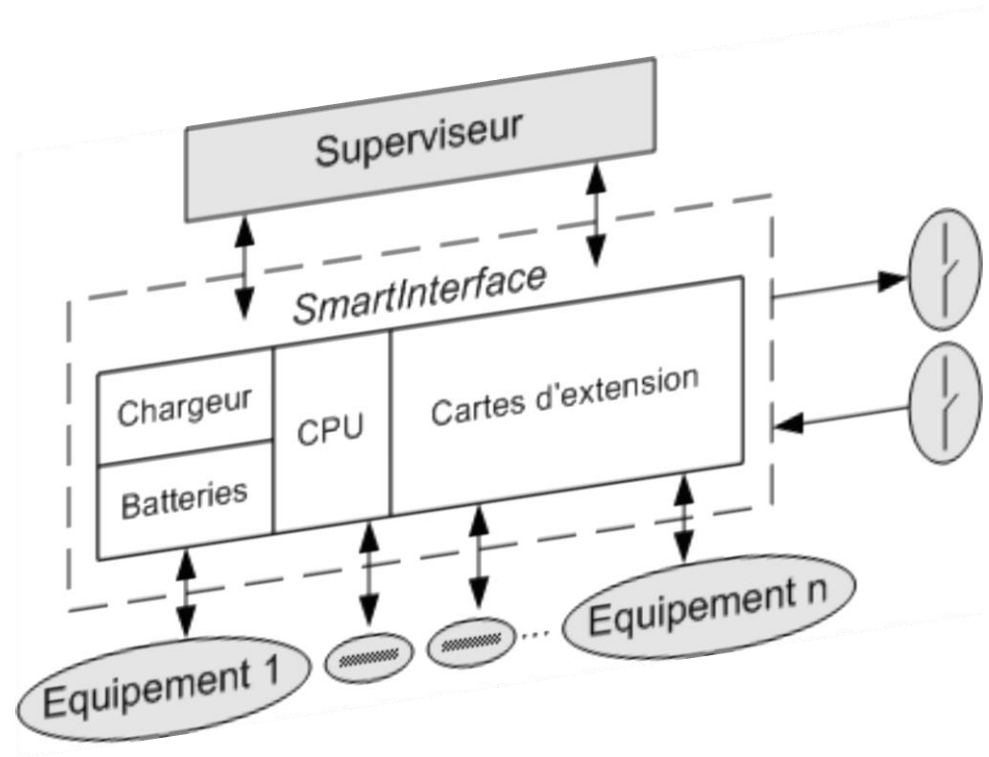 Superviseur
SmartInterface
Chargeur
Batteries
CPU
Cartes d'extension
Equipement 1
...
Equipement n